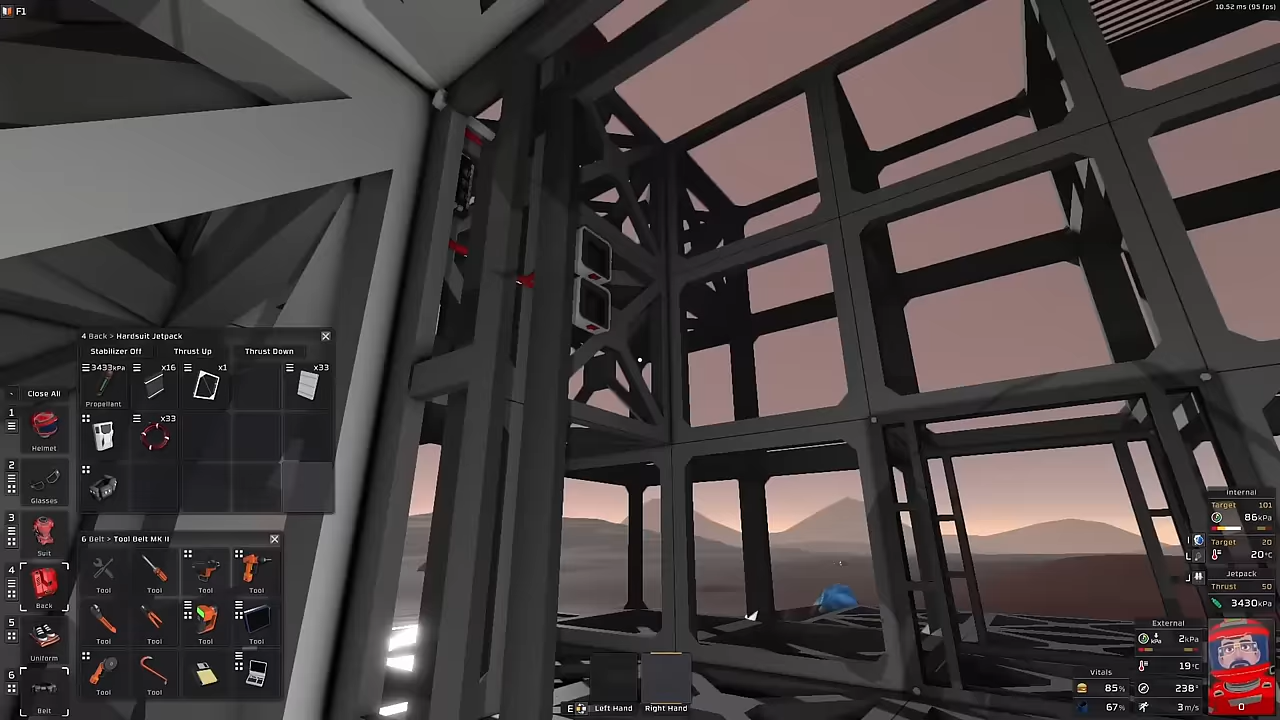 F1
10.52 ms (95 fps)
4 Back > Hardsuit Jetpack
Stabilizer Off Thrust Up Thrust Down
3433kPa x16 x1 x33
Propellant
x33
Close All
1
Helmet
2
Glasses
3
Suit
4
Back
5
Uniform
6
Belt
6 Belt > Tool Belt MK II
Tool Tool Tool Tool
Tool Tool Tool Tool
Tool Tool
E Left Hand Right Hand
Internal
Target 101
86kPa
Target 20
20°C
Jetpack
Thrust 50
3430kPa
External
2kPa
19°C
238°
3m/s
Vitals
85%
67%
0